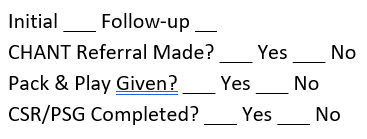 Initial ___ Follow-up __
CHANT Referral Made? ___ Yes ___ No
Pack & Play Given? ___ Yes ___ No
CSR/PSG Completed? ___ Yes ___ No